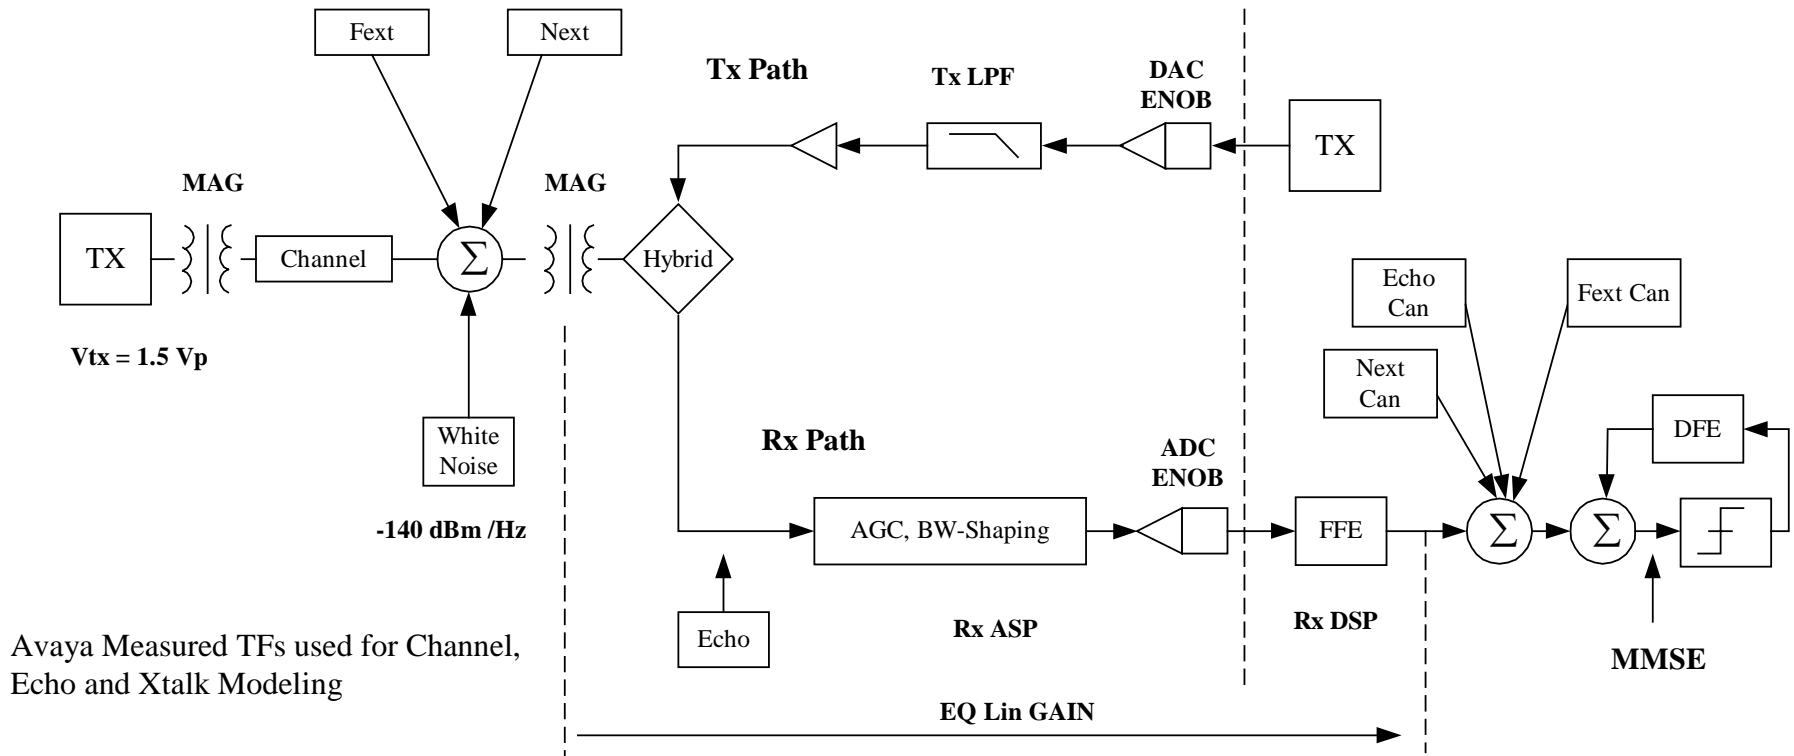 Fext
Next
Tx Path
Tx LPF
DAC
ENOB
TX
MAG
MAG
TX
Channel
Σ
Hybrid
Vtx = 1.5 Vp
White
Noise
-140 dBm /Hz
Echo
Can
Fext Can
Next
Can
DFE
Rx Path
ADC
ENOB
AGC, BW-Shaping
FFE
Σ
Σ
Echo
Rx ASP
Rx DSP
MMSE
Avaya Measured TFs used for Channel,
Echo and Xtalk Modeling
EQ Lin GAIN